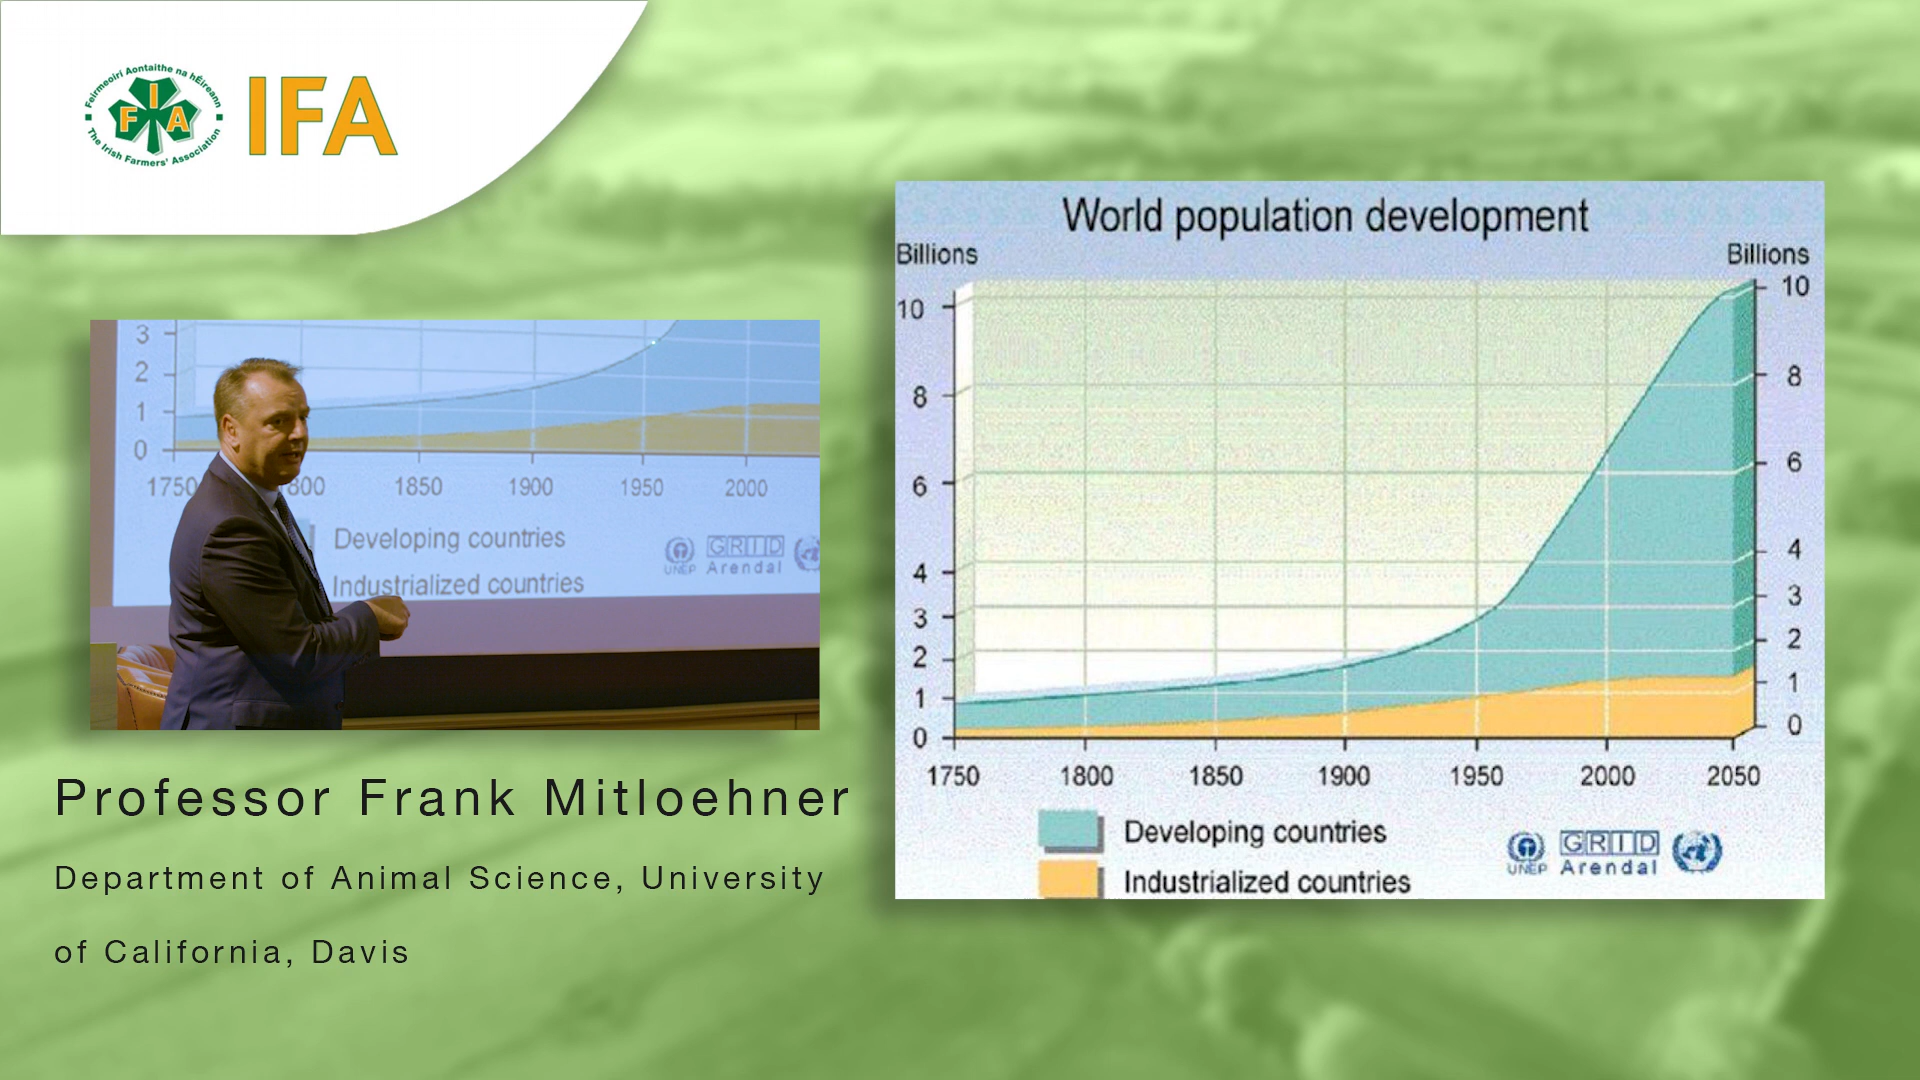 Feirmeoirí Aontaithe na hÉireann
F I A
The Irish Farmers' Association
IFA
3
2
1
0
1750
800
1850
1900
1950
2000
Developing countries
Industrialized countries
UNEP
GRID
Arendal
Professor Frank Mitloehner
Department of Animal Science, University
of California, Davis
World population development
Billions
Billions
10
8
6
4
3
2
1
0
10
8
6
4
3
2
1
0
1750
1800
1850
1900
1950
2000
2050
Developing countries
Industrialized countries
UNEP
GRID
Arendal